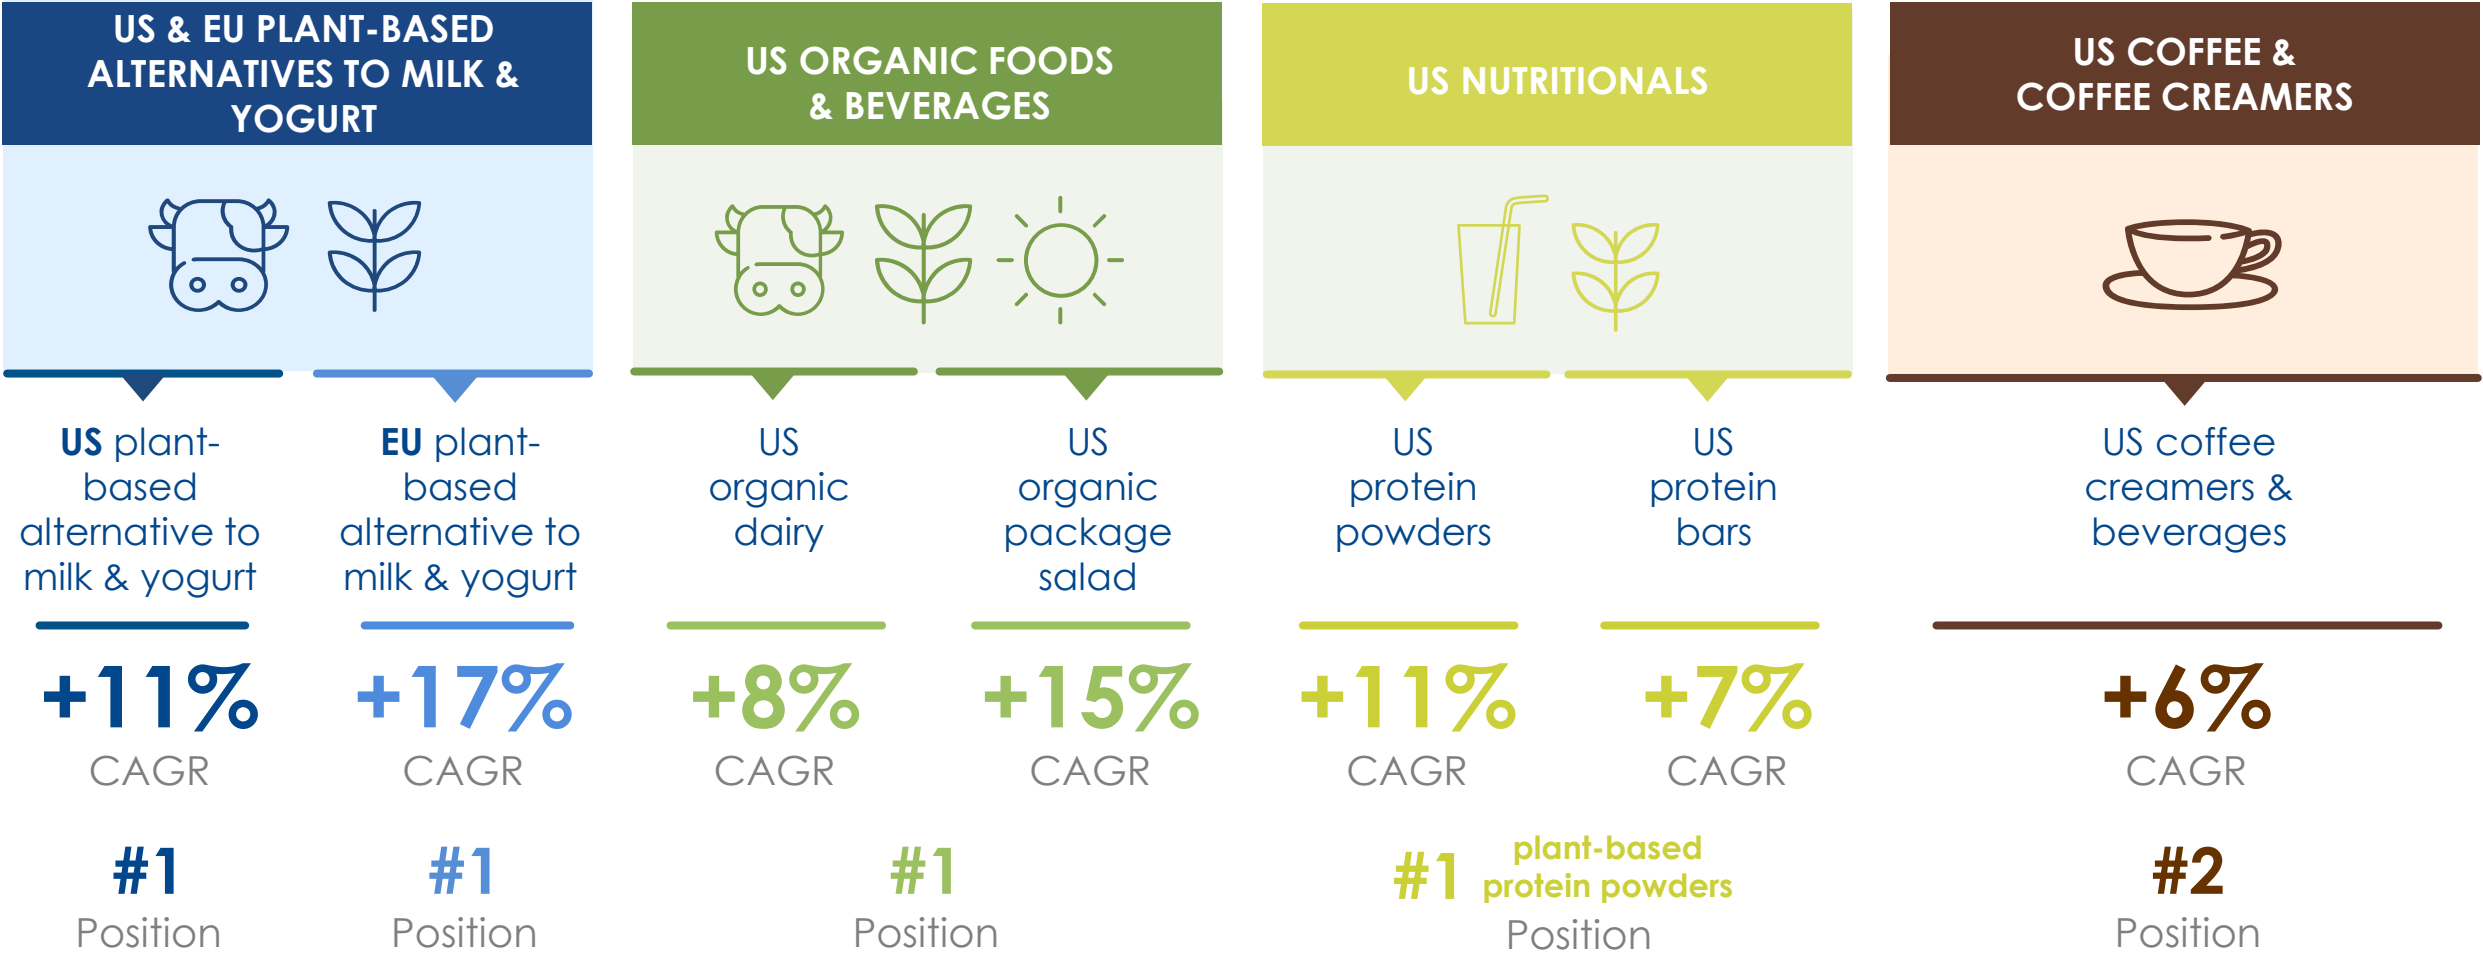 US & EU PLANT-BASED
ALTERNATIVES TO MILK &
YOGURT
US ORGANIC FOODS
& BEVERAGES
US NUTRITIONALS
US COFFEE &
COFFEE CREAMERS
US plant-
based
alternative to
milk & yogurt
EU plant-
based
alternative to
milk & yogurt
US
organic
dairy
US
organic
package
salad
US
protein
powders
US
protein
bars
US coffee
creamers &
beverages
+11%
CAGR
+17%
CAGR
+8%
CAGR
+15%
CAGR
+11%
CAGR
+7%
CAGR
+6%
CAGR
#1
Position
#1
Position
#1
Position
#1 plant-based
protein powders
Position
#2
Position